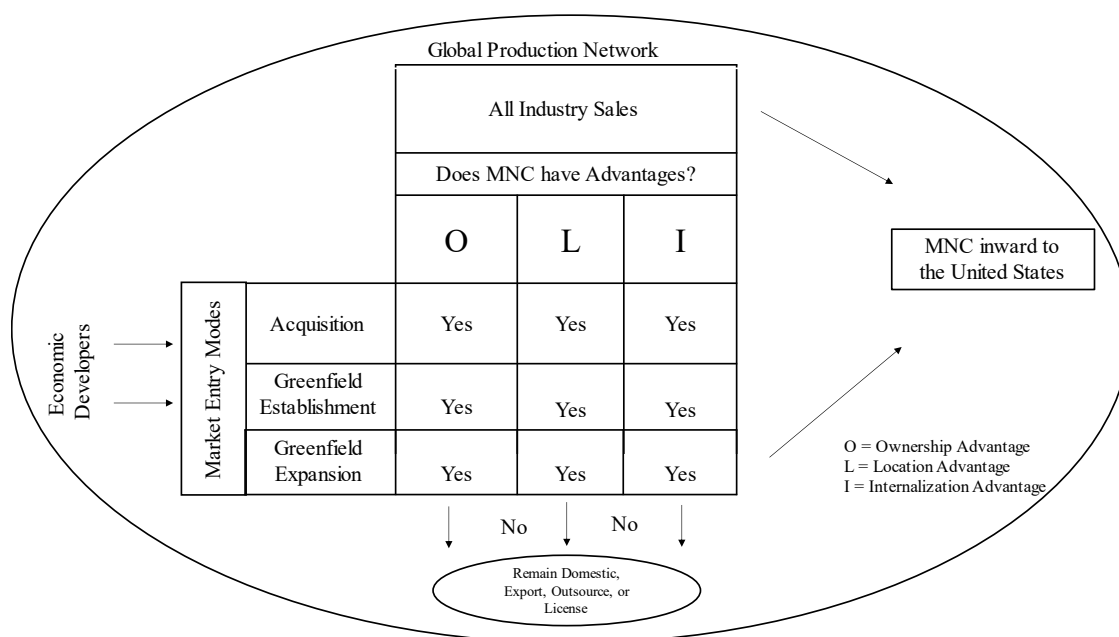 Global Production Network
All Industry Sales
Does MNC have Advantages?
O L I
MNC inward to
the United States
Economic
Developers
Market Entry Modes
Acquisition Yes Yes Yes
Greenfield
Establishment Yes Yes Yes
Greenfield
Expansion Yes Yes Yes
O = Ownership Advantage
L = Location Advantage
I = Internalization Advantage
No No
Remain Domestic,
Export, Outsource, or
License